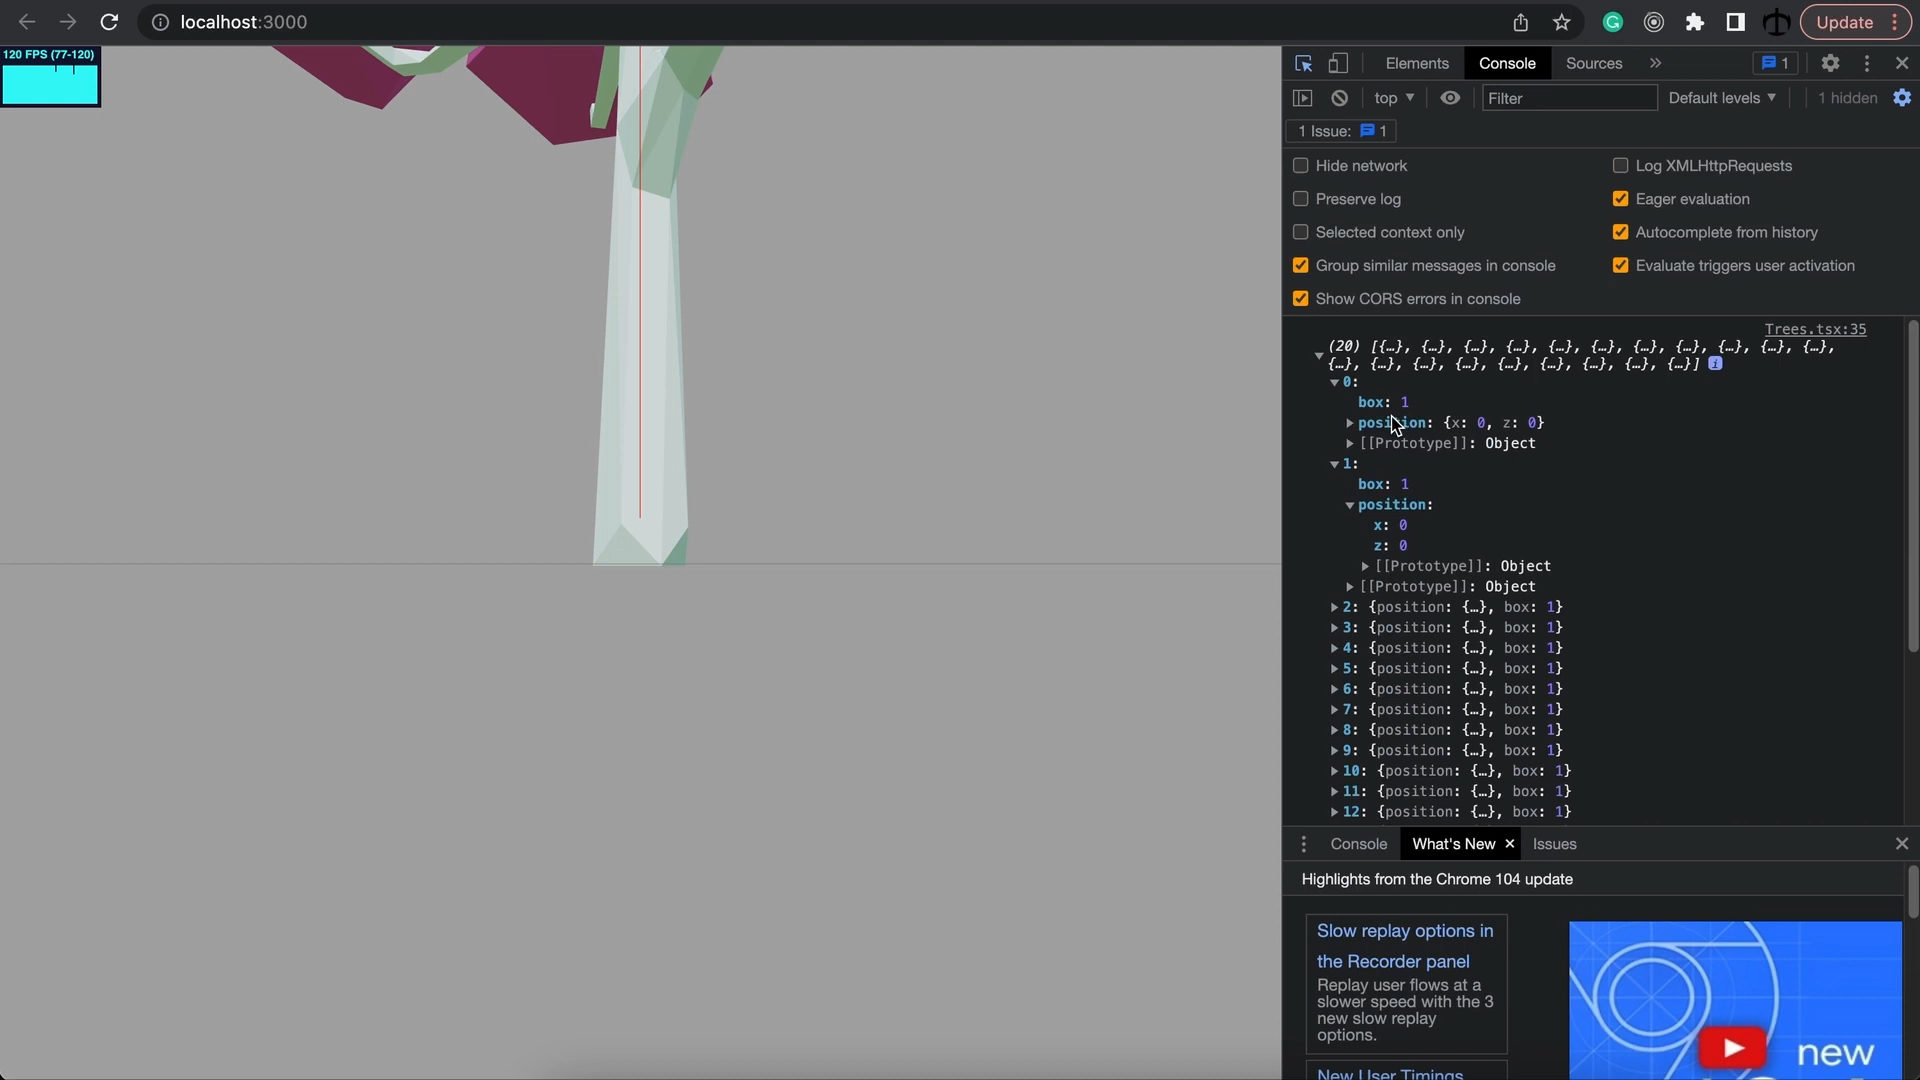 localhost:3000
Update
120 FPS (77-120)
Elements
Console
Sources
1
top
Filter
Default levels
1 hidden
1 Issue: 1
Hide network
Log XMLHttpRequests
Preserve log
Eager evaluation
Selected context only
Autocomplete from history
Group similar messages in console
Evaluate triggers user activation
Show CORS errors in console
Trees.tsx:35
(20) [{…}, {…}, {…}, {…}, {…}, {…}, {…}, {…}, {…}, {…}, {…},
{…}, {…}, {…}, {…}, {…}, {…}, {…}, {…}, {…}] i
0:
box: 1
position: {x: 0, z: 0}
[[Prototype]]: Object
1:
box: 1
position:
x: 0
z: 0
[[Prototype]]: Object
[[Prototype]]: Object
2: {position: {…}, box: 1}
3: {position: {…}, box: 1}
4: {position: {…}, box: 1}
5: {position: {…}, box: 1}
6: {position: {…}, box: 1}
7: {position: {…}, box: 1}
8: {position: {…}, box: 1}
9: {position: {…}, box: 1}
10: {position: {…}, box: 1}
11: {position: {…}, box: 1}
12: {position: {…}, box: 1}
Console
What's New
Issues
Highlights from the Chrome 104 update
Slow replay options in
the Recorder panel
Replay user flows at a
slower speed with the 3
new slow replay
options.
new
New User Timings